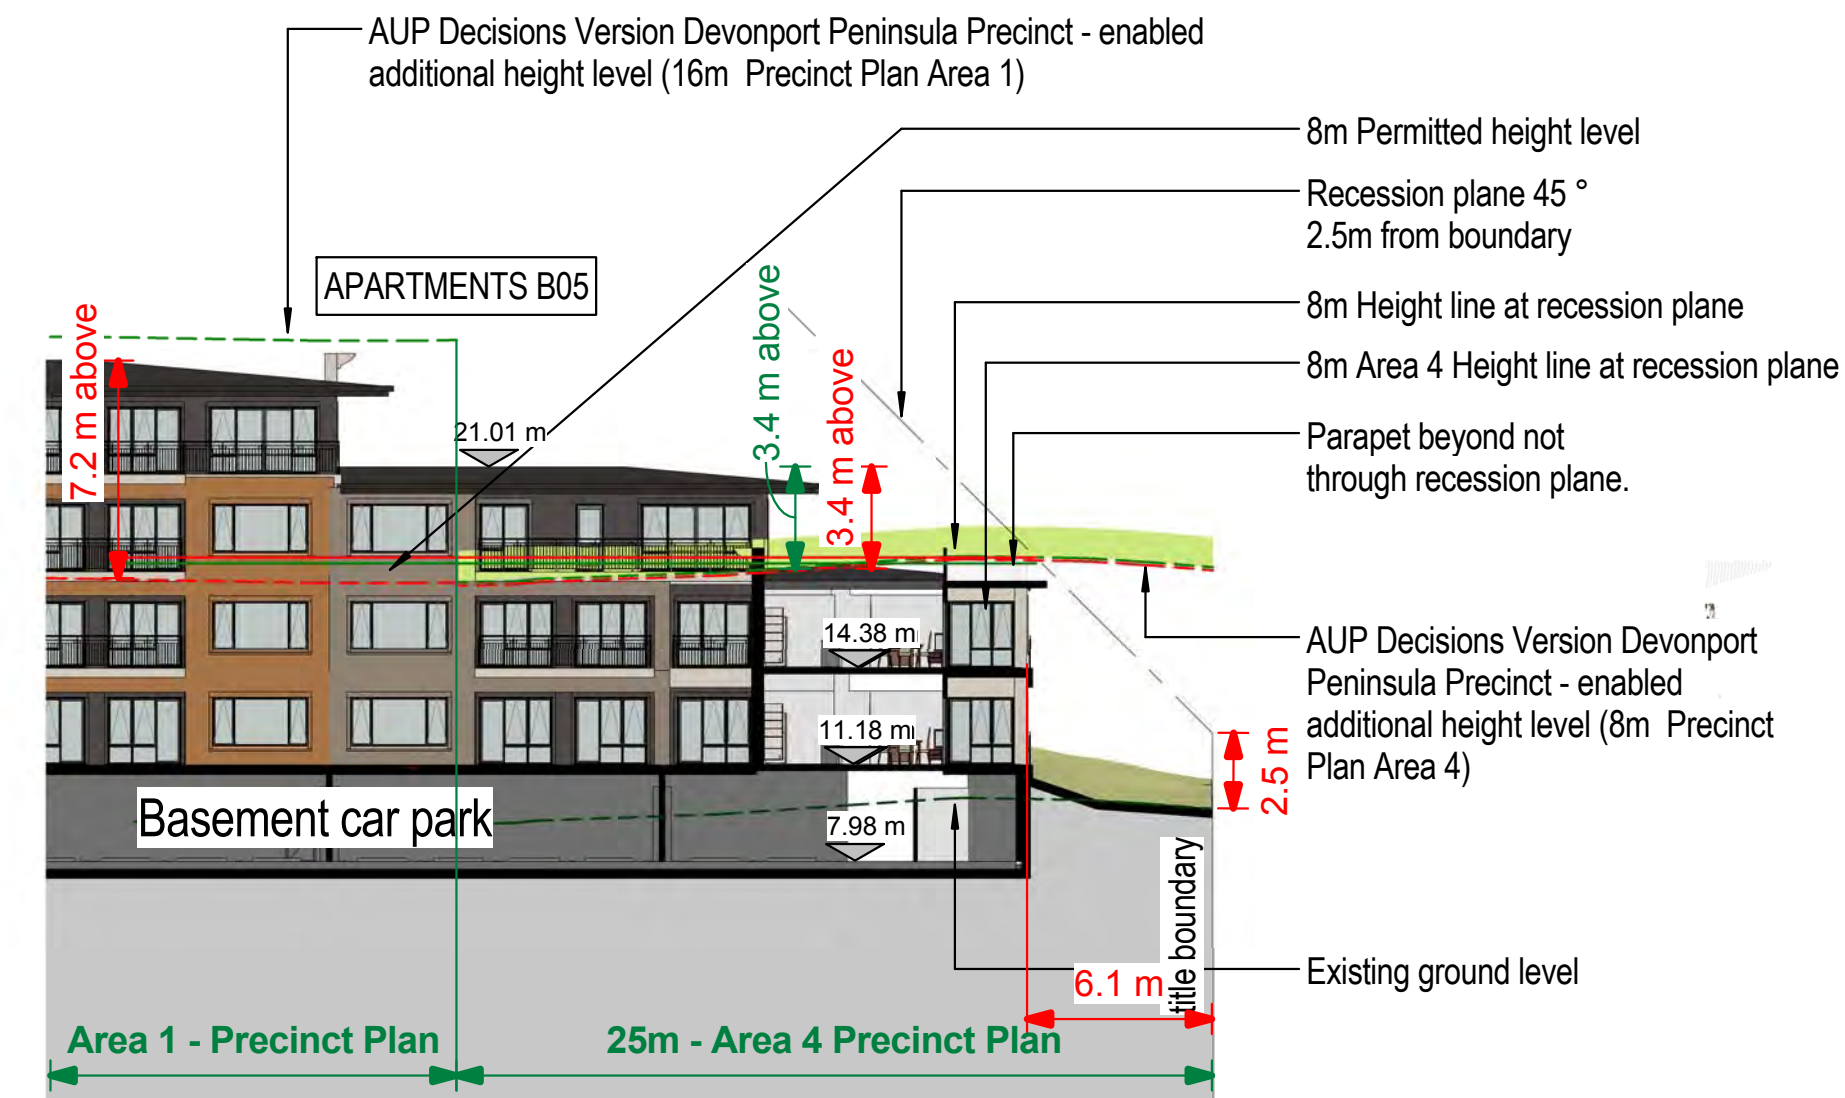 AUP Decisions Version Devonport Peninsula Precinct - enabled
additional height level (16m Precinct Plan Area 1)
8m Permitted height level
Recession plane 45 °
2.5m from boundary
APARTMENTS B05
8m Height line at recession plane
8m Area 4 Height line at recession plane
7.2 m above
3.4 m above
3.4 m above
21.01 m
Parapet beyond not
through recession plane.
14.38 m
11.18 m
AUP Decisions Version Devonport
Peninsula Precinct - enabled
additional height level (8m Precinct
Plan Area 4)
2.5 m
Basement car park
7.98 m
title boundary
6.1 m
Existing ground level
Area 1 - Precinct Plan
25m - Area 4 Precinct Plan